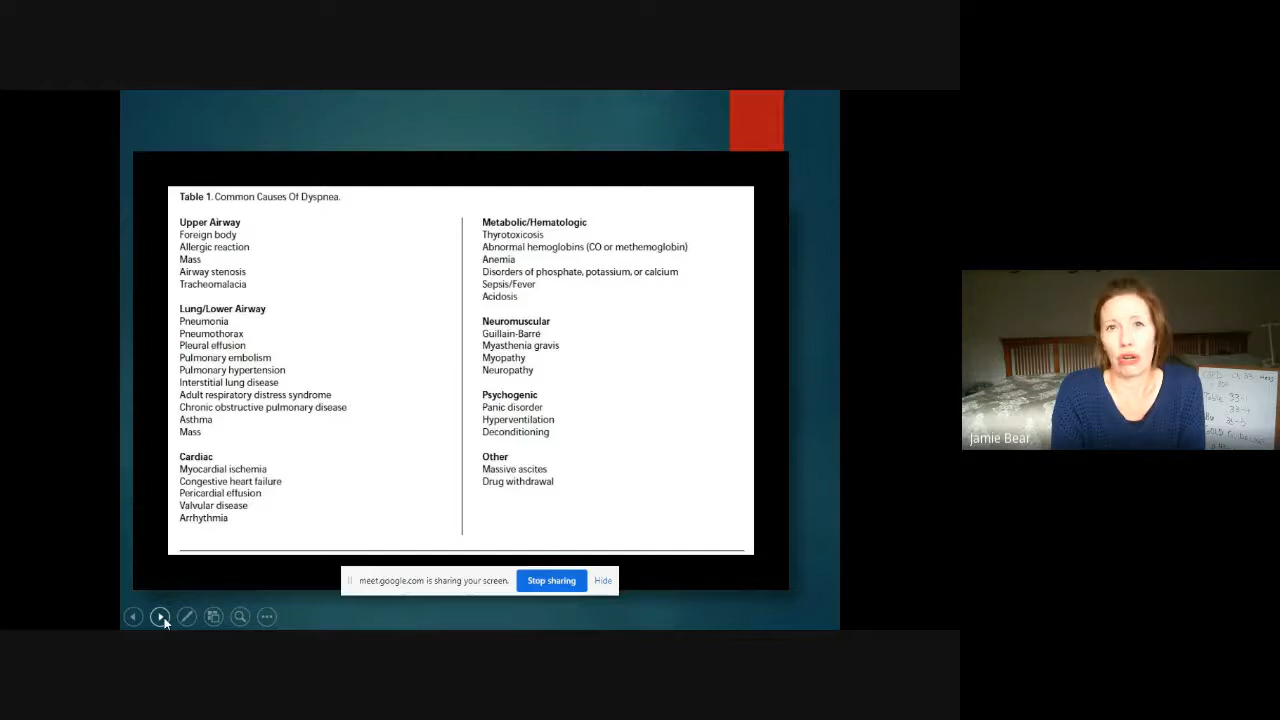 Table 1. Common Causes Of Dyspnea.
Upper Airway
Foreign body
Allergic reaction
Mass
Airway stenosis
Tracheomalacia
Lung/Lower Airway
Pneumonia
Pneumothorax
Pleural effusion
Pulmonary embolism
Pulmonary hypertension
Interstitial lung disease
Adult respiratory distress syndrome
Chronic obstructive pulmonary disease
Asthma
Mass
Cardiac
Myocardial ischemia
Congestive heart failure
Pericardial effusion
Valvular disease
Arrhythmia
Metabolic/Hematologic
Thyrotoxicosis
Abnormal hemoglobins (CO or methemoglobin)
Anemia
Disorders of phosphate, potassium, or calcium
Sepsis/Fever
Acidosis
Neuromuscular
Guillain-Barré
Myasthenia gravis
Myopathy
Neuropathy
Psychogenic
Panic disorder
Hyperventilation
Deconditioning
Other
Massive ascites
Drug withdrawal
meet.google.com is sharing your screen.
Stop sharing
Hide
Jamie Bear
Table 33-1